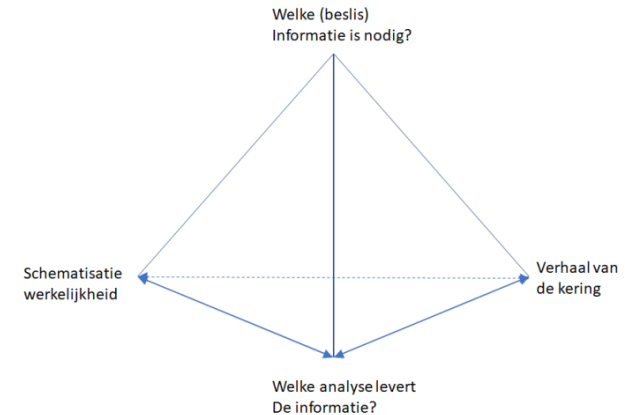 Welke (beslis)
Informatie is nodig?
Schematisatie
werkelijkheid
Verhaal van
de kering
Welke analyse levert
De informatie?